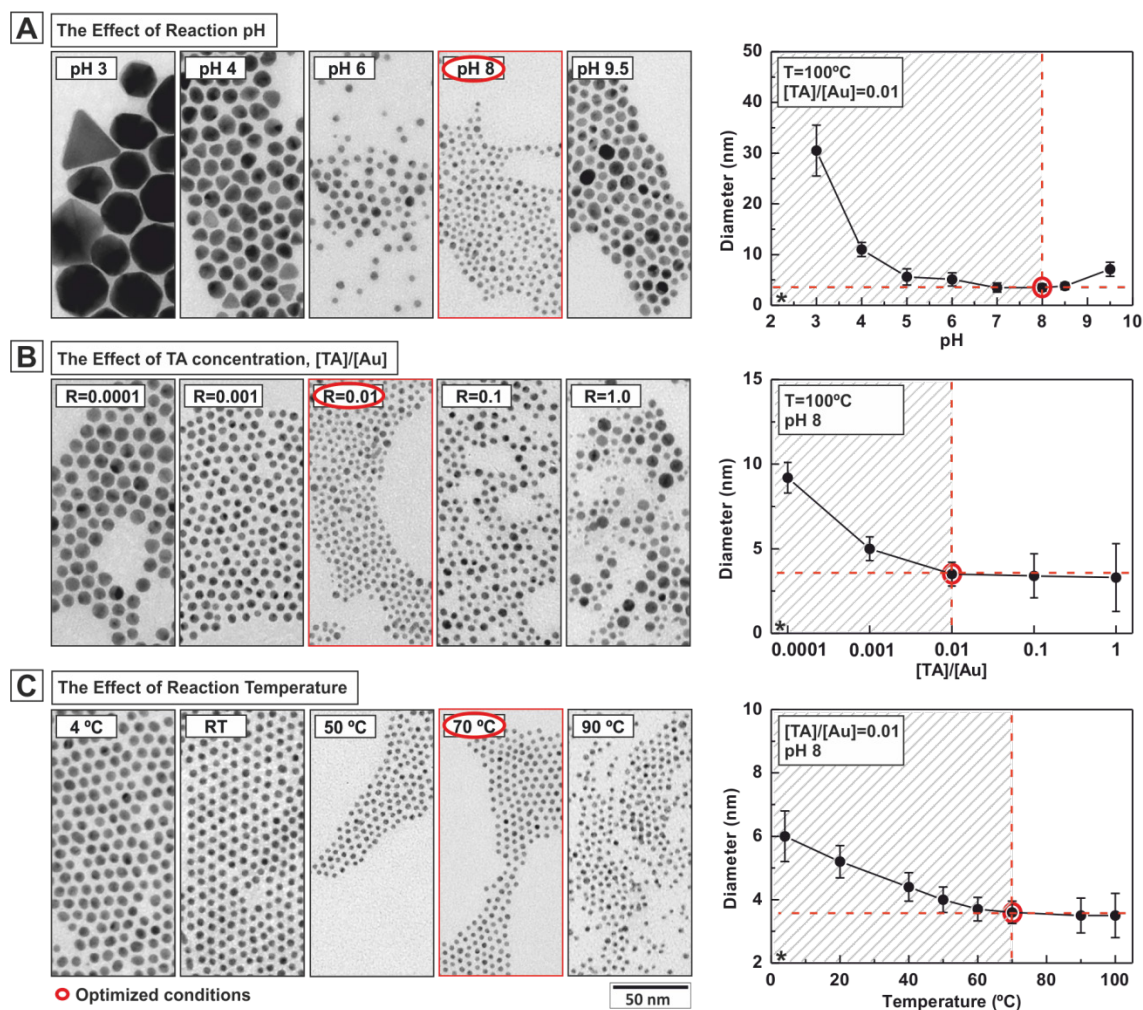 A The Effect of Reaction pH
pH 3 pH 4 pH 6 pH 8 pH 9.5
T=100ºC
[TA]/[Au]=0.01
Diameter (nm)
50
40
30
20
10
0
*
2 3 4 5 6 7 8 9 10
pH
B The Effect of TA concentration, [TA]/[Au]
R=0.0001 R=0.001 R=0.01 R=0.1 R=1.0
T=100ºC
pH 8
Diameter (nm)
15
10
5
0
*
0.0001 0.001 0.01 0.1 1
[TA]/[Au]
C The Effect of Reaction Temperature
4 ºC RT 50 ºC 70 ºC 90 ºC
[TA]/[Au]=0.01
pH 8
Diameter (nm)
10
8
6
4
2
*
0 20 40 60 80 100
Temperature (ºC)
Optimized conditions
50 nm